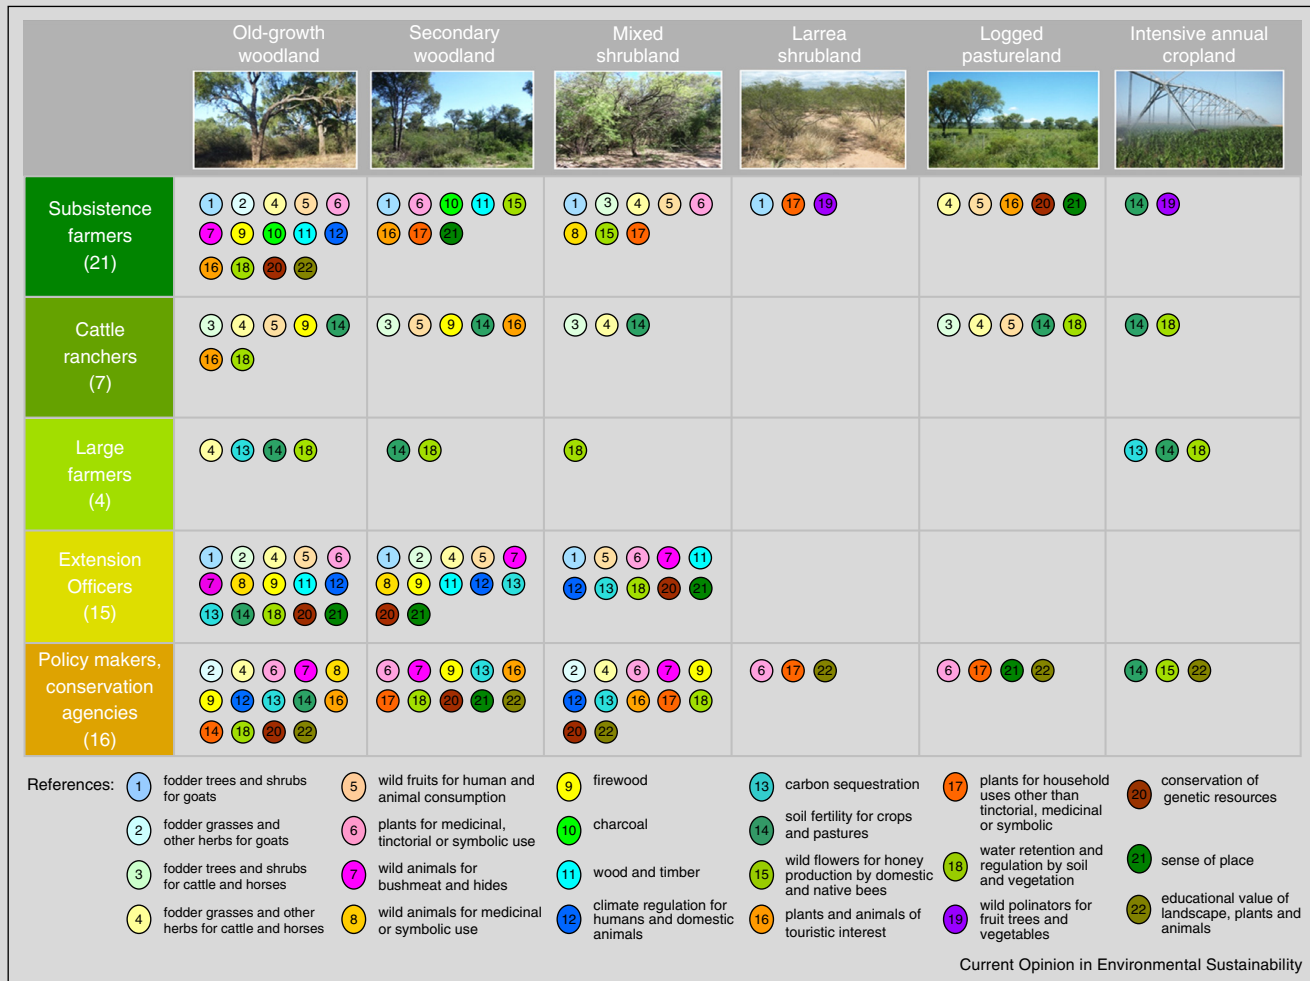 Old-growth
woodland
Secondary
woodland
Mixed
shrubland
Larrea
shrubland
Logged
pastureland
Intensive annual
cropland
Subsistence
farmers
(21)
1 2 4 5 6
7 9 10 11 12
16 18 20 22
1 6 10 11 15
16 17 21
1 3 4 5 6
8 15 17
1 17 19
4 5 16 20 21
14 19
Cattle
ranchers
(7)
3 4 5 9 14
16 18
3 5 9 14 16
3 4 14
3 4 5 14 18
14 18
Large
farmers
(4)
4 13 14 18
14 18
18
13 14 18
Extension
Officers
(15)
1 2 4 5 6
7 8 9 11 12
13 14 18 20 21
1 2 4 5 7
8 9 11 12 13
20 21
1 5 6 7 11
12 13 18 20 21
Policy makers,
conservation
agencies
(16)
2 4 6 7 8
9 12 13 14 16
14 18 20 22
6 7 9 13 16
17 18 20 21 22
2 4 6 7 9
12 13 16 17 18
20 22
6 17 22
6 17 21 22
14 15 22
References:
1 fodder trees and shrubs
for goats
2 fodder grasses and
other herbs for goats
3 fodder trees and shrubs
for cattle and horses
4 fodder grasses and other
herbs for cattle and horses
5 wild fruits for human and
animal consumption
6 plants for medicinal,
tinctorial or symbolic use
7 wild animals for
bushmeat and hides
8 wild animals for medicinal
or symbolic use
9 firewood
10 charcoal
11 wood and timber
12 climate regulation for
humans and domestic
animals
13 carbon sequestration
14 soil fertility for crops
and pastures
15 wild flowers for honey
production by domestic
and native bees
16 plants and animals of
touristic interest
17 plants for household
uses other than
tinctorial, medicinal
or symbolic
18 water retention and
regulation by soil
and vegetation
19 wild polinators for
fruit trees and
vegetables
20 conservation of
genetic resources
21 sense of place
22 educational value of
landscape, plants and
animals
Current Opinion in Environmental Sustainability